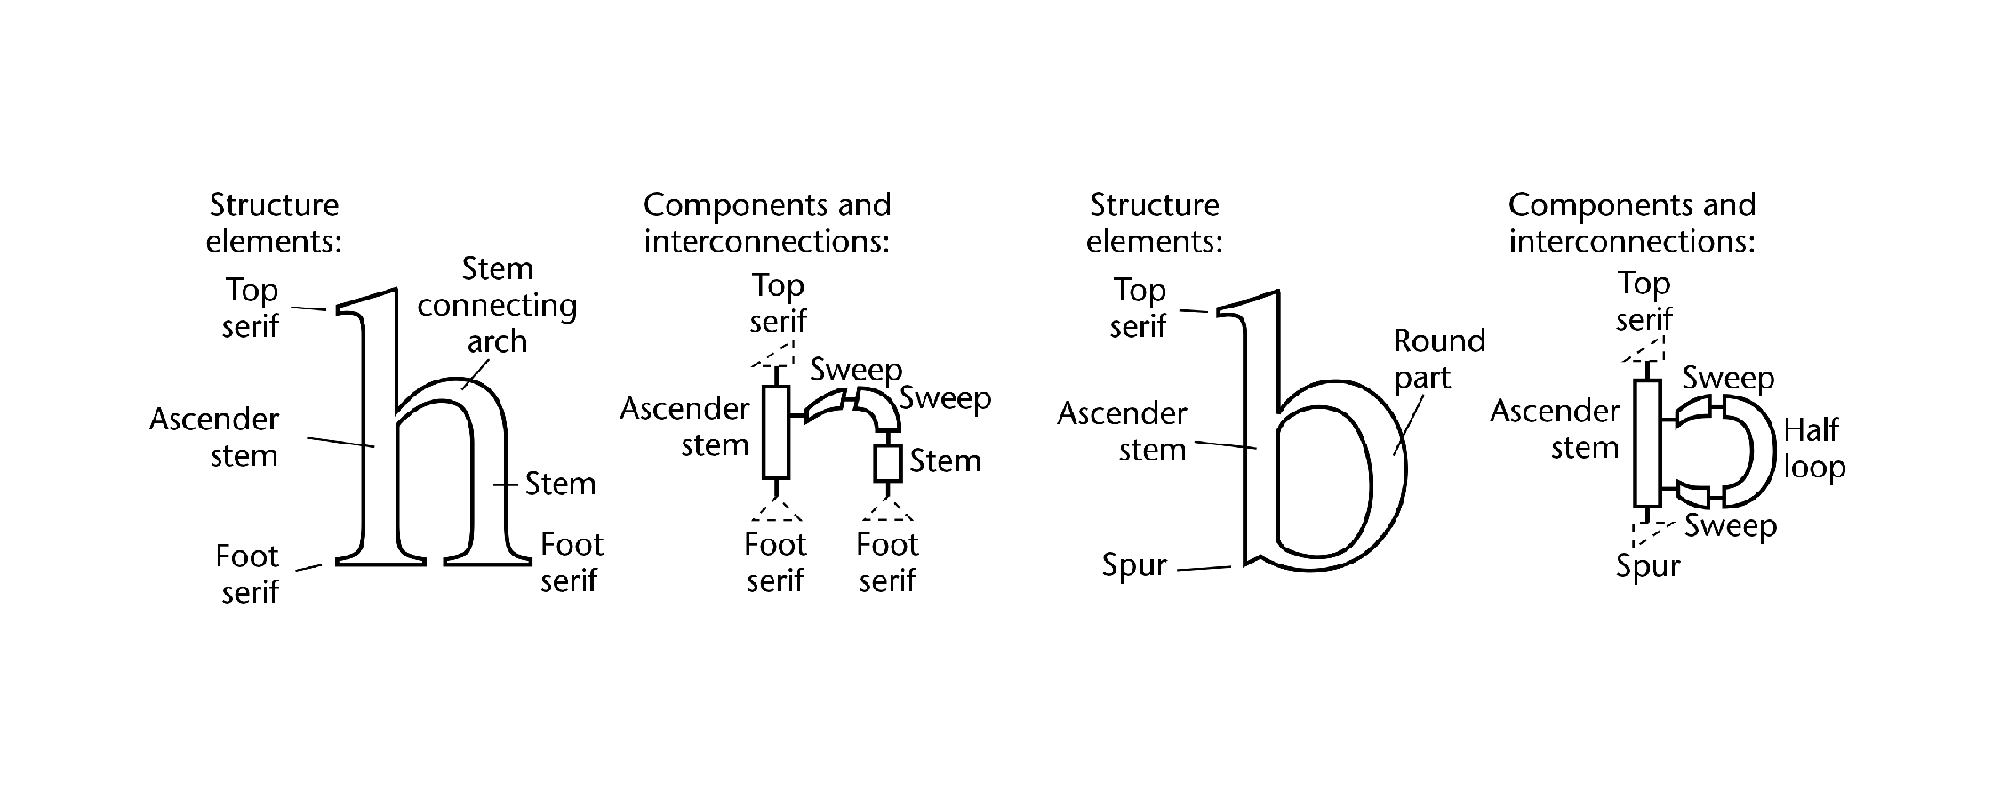 Structure
elements:
Top
serif
Stem
connecting
arch
Ascender
stem
Stem
Foot
serif
Foot
serif
Components and
interconnections:
Top
serif
Sweep
Sweep
Ascender
stem
Stem
Foot
serif
Foot
serif
Structure
elements:
Top
serif
Round
part
Ascender
stem
Spur
Components and
interconnections:
Top
serif
Sweep
Ascender
stem
Half
loop
Sweep
Spur